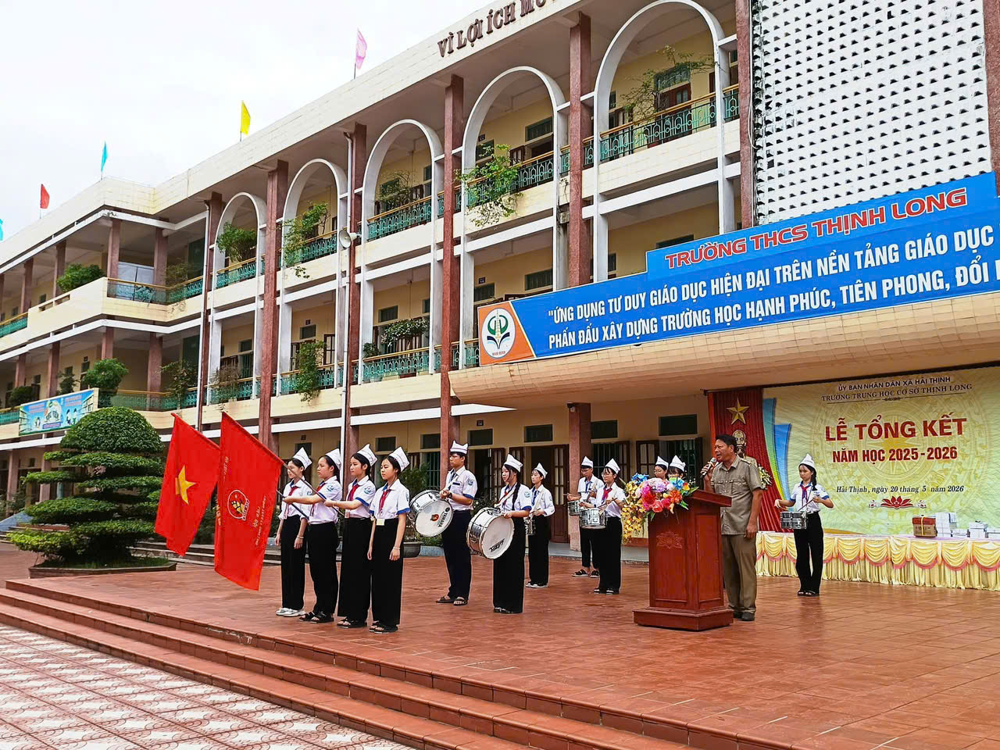 VÌ LỢI ÍCH MƯ
TRƯỜNG THCS THỊNH LONG
"ỨNG DỤNG TƯ DUY GIÁO DỤC HIỆN ĐẠI TRÊN NỀN TẢNG GIÁO DỤC
PHẤN ĐẤU XÂY DỰNG TRƯỜNG HỌC HẠNH PHÚC, TIÊN PHONG, ĐỔI
ỦY BAN NHÂN DÂN XÃ HẢI THỊNH
TRƯỜNG TRUNG HỌC CƠ SỞ THỊNH LONG
LỄ TỔNG KẾT
NĂM HỌC 2025 - 2026
Hải Thịnh, ngày 20 tháng 5 năm 2026